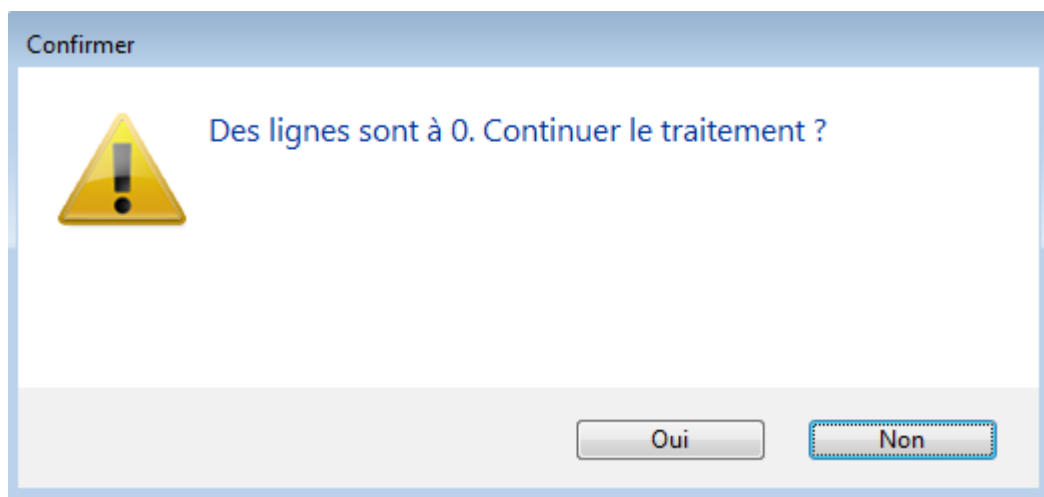 Confirmer
Des lignes sont à 0. Continuer le traitement ?
Oui
Non